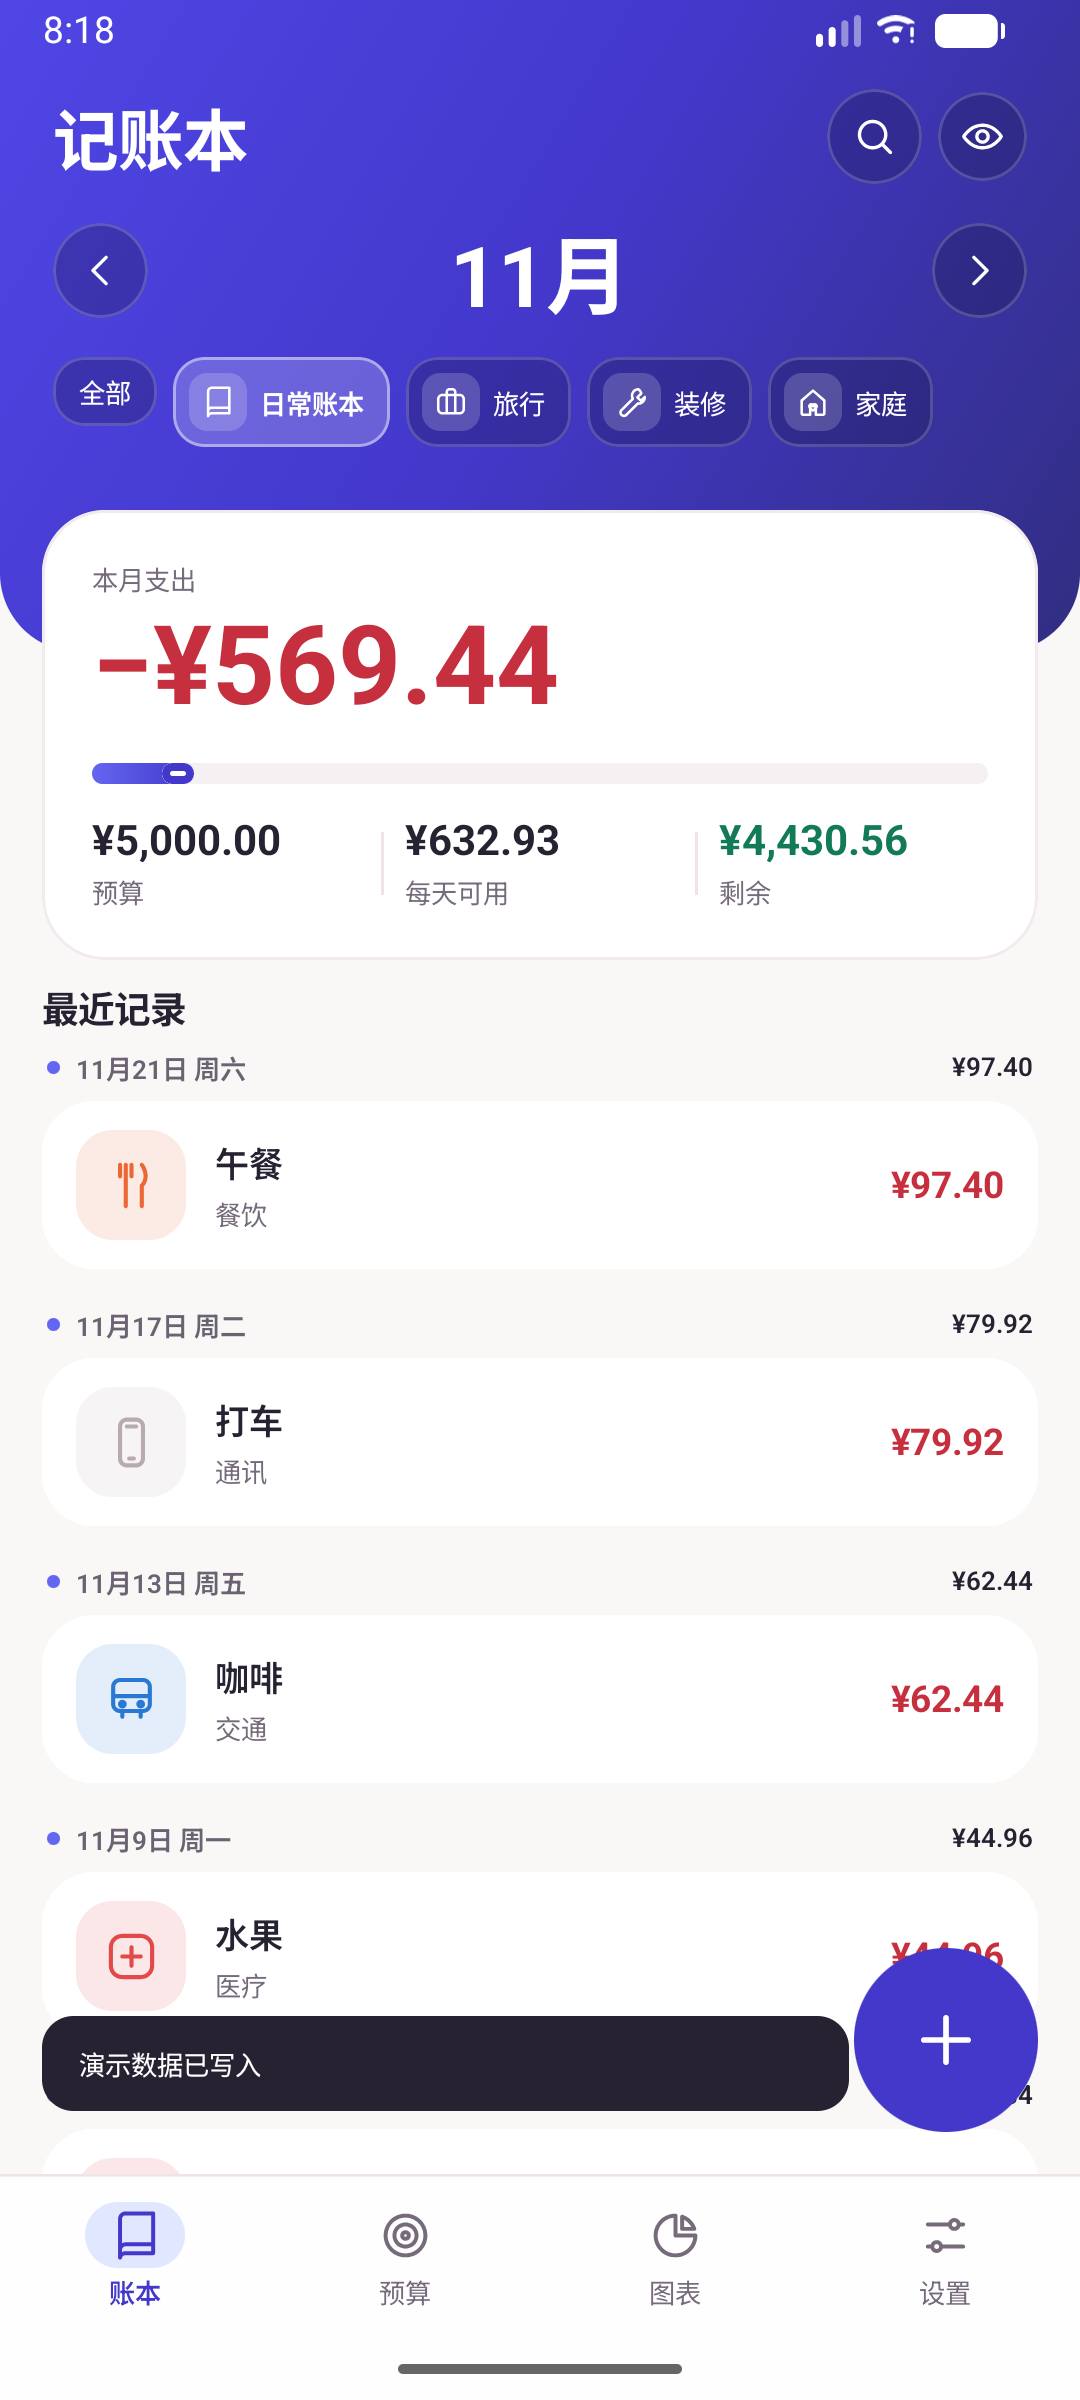 8:18
记账本
11月
全部
日常账本
旅行
装修
家庭
本月支出
-¥569.44
¥5,000.00
预算
¥632.93
每天可用
¥4,430.56
剩余
最近记录
11月21日 周六
¥97.40
午餐
餐饮
¥97.40
11月17日 周二
¥79.92
打车
通讯
¥79.92
11月13日 周五
¥62.44
咖啡
交通
¥62.44
11月9日 周一
¥44.96
水果
医疗
¥44.96
演示数据已写入
4
账本
预算
图表
设置